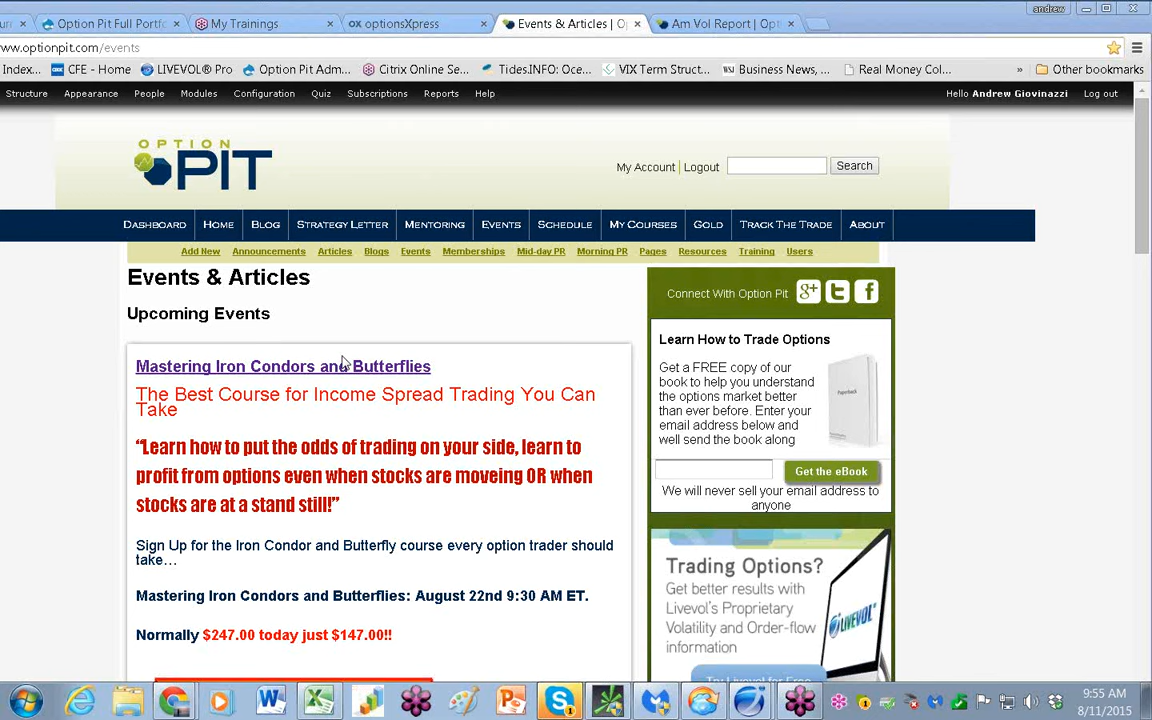 andrew
Option Pit Full Portf
My Trainings
optionsXpress
Events & Articles | O
Am Vol Report | Opt
ww.optionpit.com/events
Index...
CFE - Home
LIVEVOL® Pro
Option Pit Adm...
Citrix Online Se...
Tides.INFO: Oce...
VIX Term Struct...
Business News, ...
Real Money Col...
»
Other bookmarks
Structure Appearance People Modules Configuration Quiz Subscriptions Reports Help
Hello Andrew Giovinazzi Log out
OPTION
PIT
My Account | Logout
Search
DASHBOARD HOME BLOG STRATEGY LETTER MENTORING EVENTS SCHEDULE MY COURSES GOLD TRACK THE TRADE ABOUT
Add New Announcements Articles Blogs Events Memberships Mid-day PR Morning PR Pages Resources Training Users
Events & Articles
Upcoming Events
Mastering Iron Condors and Butterflies
The Best Course for Income Spread Trading You Can
Take
“Learn how to put the odds of trading on your side, learn to
profit from options even when stocks are moveing OR when
stocks are at a stand still!”
Sign Up for the Iron Condor and Butterfly course every option trader should
take…
Mastering Iron Condors and Butterflies: August 22nd 9:30 AM ET.
Normally $247.00 today just $147.00!!
Connect With Option Pit
Learn How to Trade Options
Get a FREE copy of our
book to help you understand
the options market better
than ever before. Enter your
email address below and
well send the book along
Paperback
Get the eBook
We will never sell your email address to
anyone
Trading Options?
Get better results with
Livevol's Proprietary
Volatility and Order-flow
information
LIVEVOL
Try Livevol for Free
9:55 AM
8/11/2015